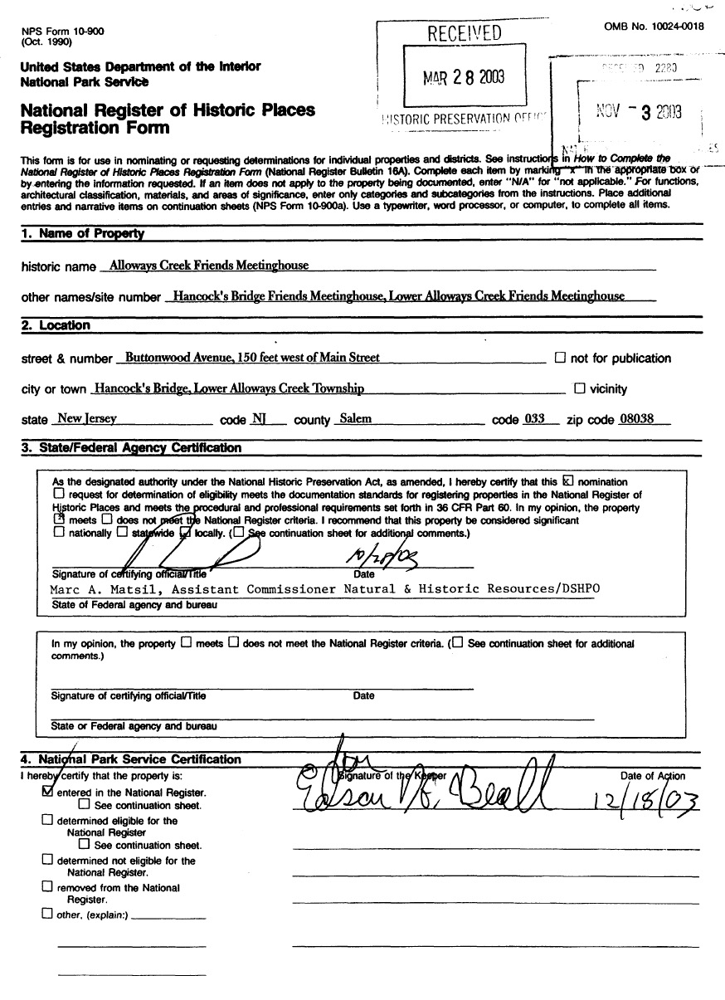 NPS Form 10-900
(Oct. 1990)
OMB No. 10024-0018
RECEIVED
MAR 28 2003
HISTORIC PRESERVATION OFFIC
RECEIVED 2280
NOV - 3 2003
United States Department of the Interior
National Park Service
National Register of Historic Places
Registration Form
This form is for use in nominating or requesting determinations for individual properties and districts. See instructions in How to Complete the
National Register of Historic Places Registration Form (National Register Bulletin 16A). Complete each item by marking "x" in the appropriate box or
by entering the information requested. If an item does not apply to the property being documented, enter "N/A" for "not applicable." For functions,
architectural classification, materials, and areas of significance, enter only categories and subcategories from the instructions. Place additional
entries and narrative items on continuation sheets (NPS Form 10-900a). Use a typewriter, word processor, or computer, to complete all items.
1. Name of Property
historic name Alloways Creek Friends Meetinghouse
other names/site number Hancock's Bridge Friends Meetinghouse, Lower Alloways Creek Friends Meetinghouse
2. Location
street & number Buttonwood Avenue, 150 feet west of Main Street ☐ not for publication
city or town Hancock's Bridge, Lower Alloways Creek Township ☐ vicinity
state New Jersey code NJ county Salem code 033 zip code 08038
3. State/Federal Agency Certification
As the designated authority under the National Historic Preservation Act, as amended, I hereby certify that this ☒ nomination
☐ request for determination of eligibility meets the documentation standards for registering properties in the National Register of
Historic Places and meets the procedural and professional requirements set forth in 36 CFR Part 60. In my opinion, the property
☒ meets ☐ does not meet the National Register criteria. I recommend that this property be considered significant
☐ nationally ☐ statewide ☑ locally. (☐ See continuation sheet for additional comments.)
10/28/03
Signature of certifying official/Title Date
Marc A. Matsil, Assistant Commissioner Natural & Historic Resources/DSHPO
State of Federal agency and bureau
In my opinion, the property ☐ meets ☐ does not meet the National Register criteria. (☐ See continuation sheet for additional
comments.)
Signature of certifying official/Title Date
State or Federal agency and bureau
4. National Park Service Certification
I hereby certify that the property is: Signature of the Keeper Date of Action
☑ entered in the National Register. for Edson H. Beall 12/18/03
☐ See continuation sheet.
☐ determined eligible for the
National Register
☐ See continuation sheet.
☐ determined not eligible for the
National Register.
☐ removed from the National
Register.
☐ other, (explain:)